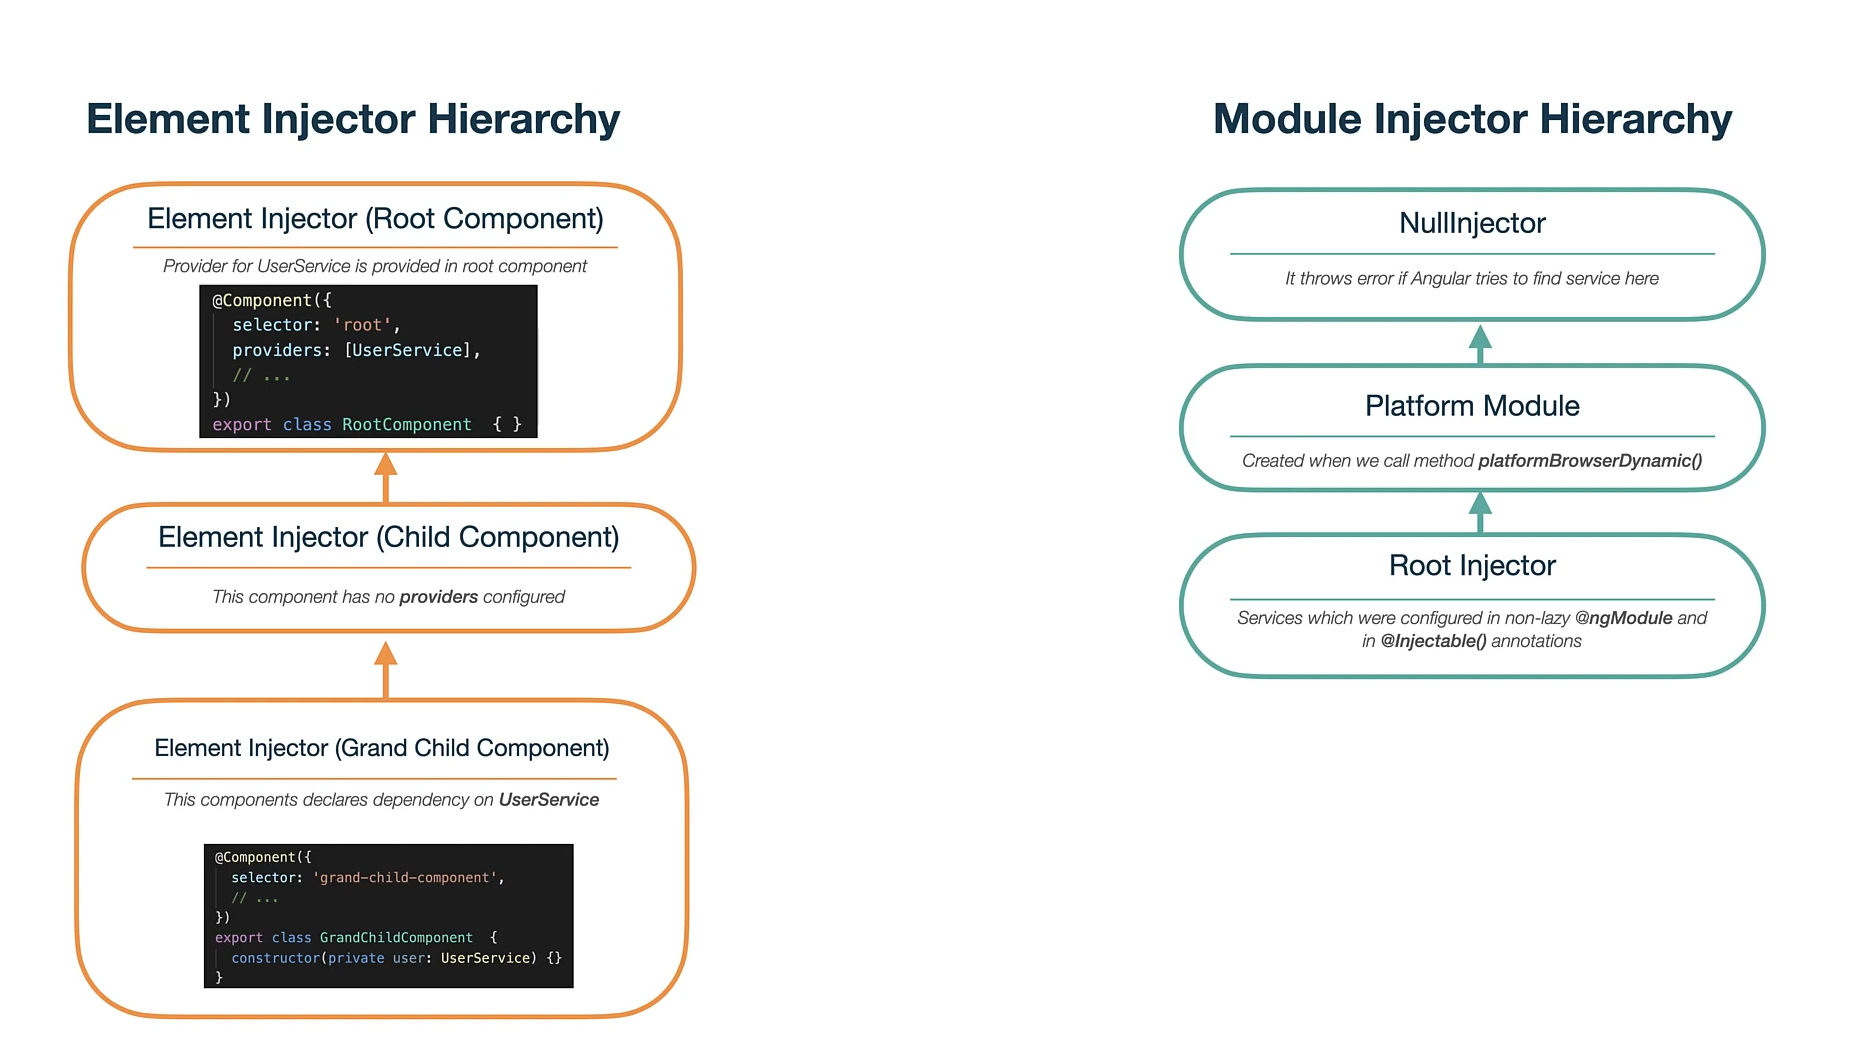 Element Injector Hierarchy
Element Injector (Root Component)
Provider for UserService is provided in root component
@Component({
selector: 'root',
providers: [UserService],
// ...
})
export class RootComponent { }
Element Injector (Child Component)
This component has no providers configured
Element Injector (Grand Child Component)
This components declares dependency on UserService
@Component({
selector: 'grand-child-component',
// ...
})
export class GrandChildComponent {
constructor(private user: UserService) {}
}
Module Injector Hierarchy
NullInjector
It throws error if Angular tries to find service here
Platform Module
Created when we call method platformBrowserDynamic()
Root Injector
Services which were configured in non-lazy @ngModule and
in @Injectable() annotations